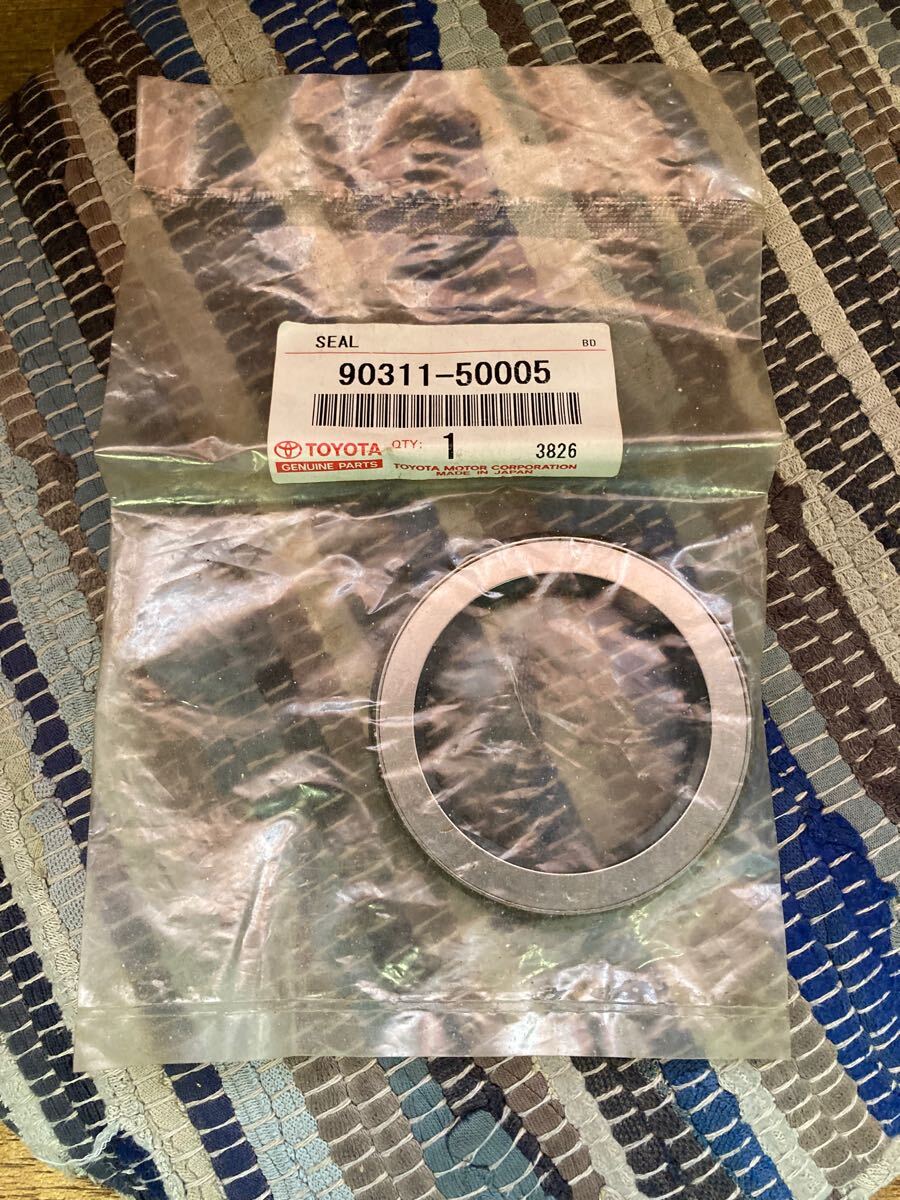 SEAL BD
90311-50005
TOYOTA QTY: 1 3826
GENUINE PARTS TOYOTA MOTOR CORPORATION
MADE IN JAPAN